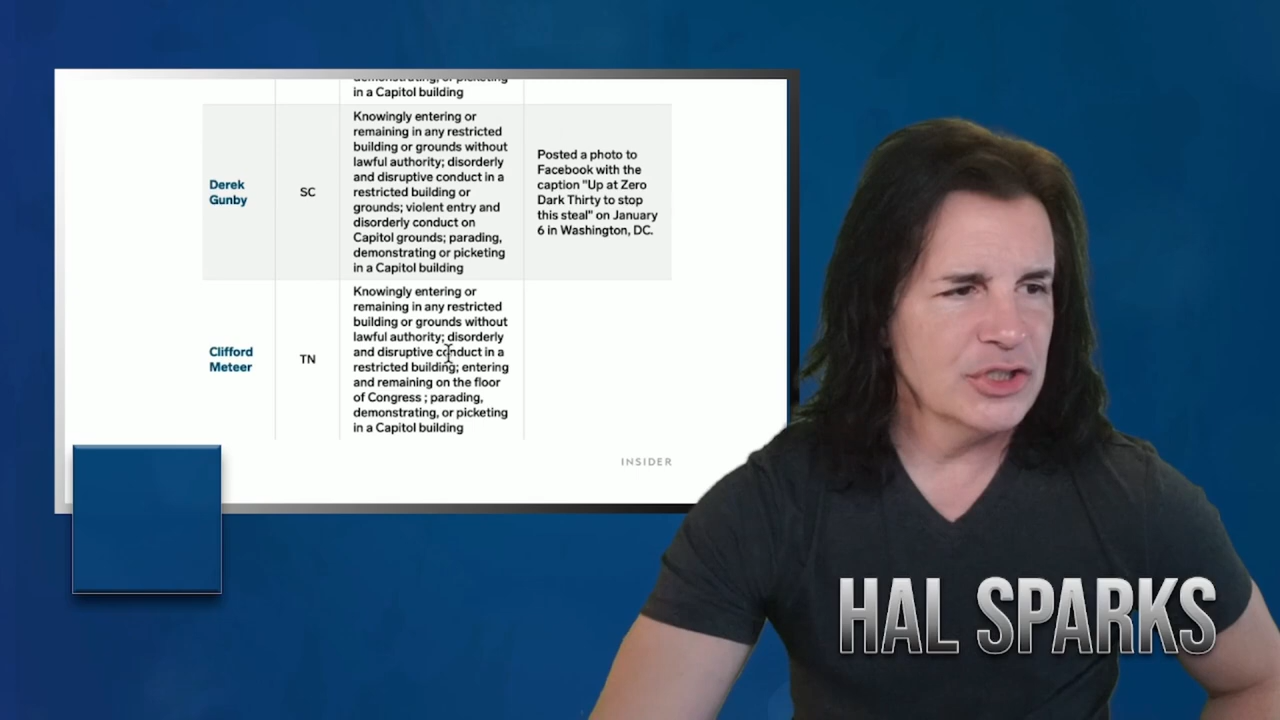 demonstrating, or picketing
in a Capitol building
Derek
Gunby
SC
Knowingly entering or
remaining in any restricted
building or grounds without
lawful authority; disorderly
and disruptive conduct in a
restricted building or
grounds; violent entry and
disorderly conduct on
Capitol grounds; parading,
demonstrating or picketing
in a Capitol building
Posted a photo to
Facebook with the
caption "Up at Zero
Dark Thirty to stop
this steal" on January
6 in Washington, DC.
Clifford
Meteer
TN
Knowingly entering or
remaining in any restricted
building or grounds without
lawful authority; disorderly
and disruptive conduct in a
restricted building; entering
and remaining on the floor
of Congress ; parading,
demonstrating, or picketing
in a Capitol building
INSIDER
HAL SPARKS